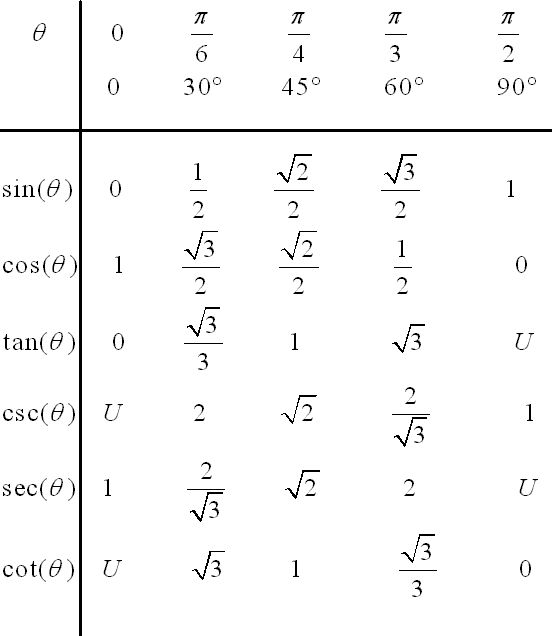 θ 0 π/6 π/4 π/3 π/2
0 30° 45° 60° 90°
sin(θ) 0 1/2 √2/2 √3/2 1
cos(θ) 1 √3/2 √2/2 1/2 0
tan(θ) 0 √3/3 1 √3 U
csc(θ) U 2 √2 2/√3 1
sec(θ) 1 2/√3 √2 2 U
cot(θ) U √3 1 √3/3 0